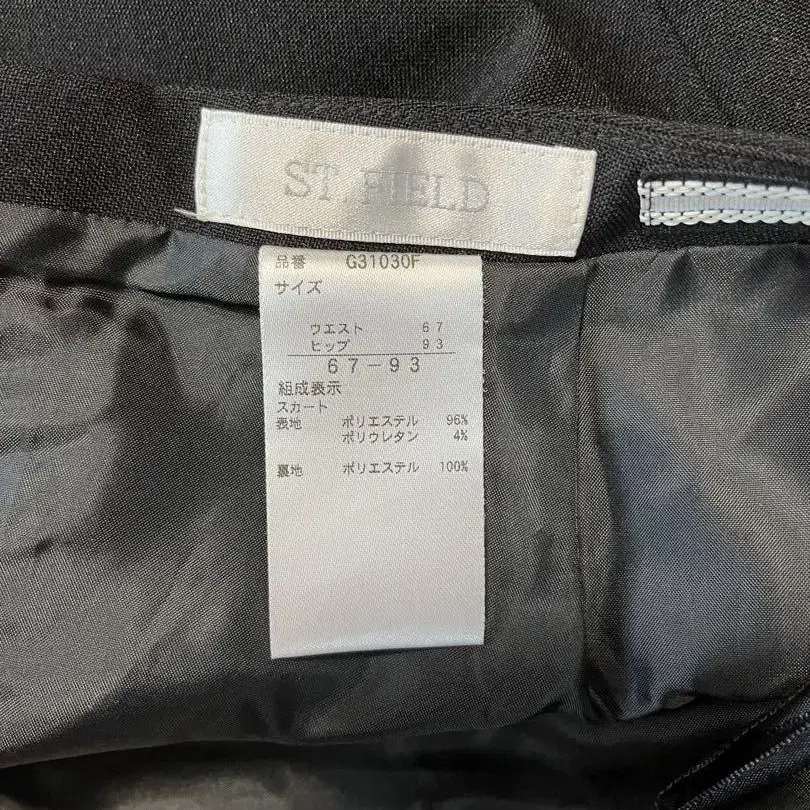 ST. FIELD
品番 G31030F
サイズ
ウエスト 67
ヒップ 93
67-93
組成表示
スカート
表地 ポリエステル 96%
ポリウレタン 4%
裏地 ポリエステル 100%